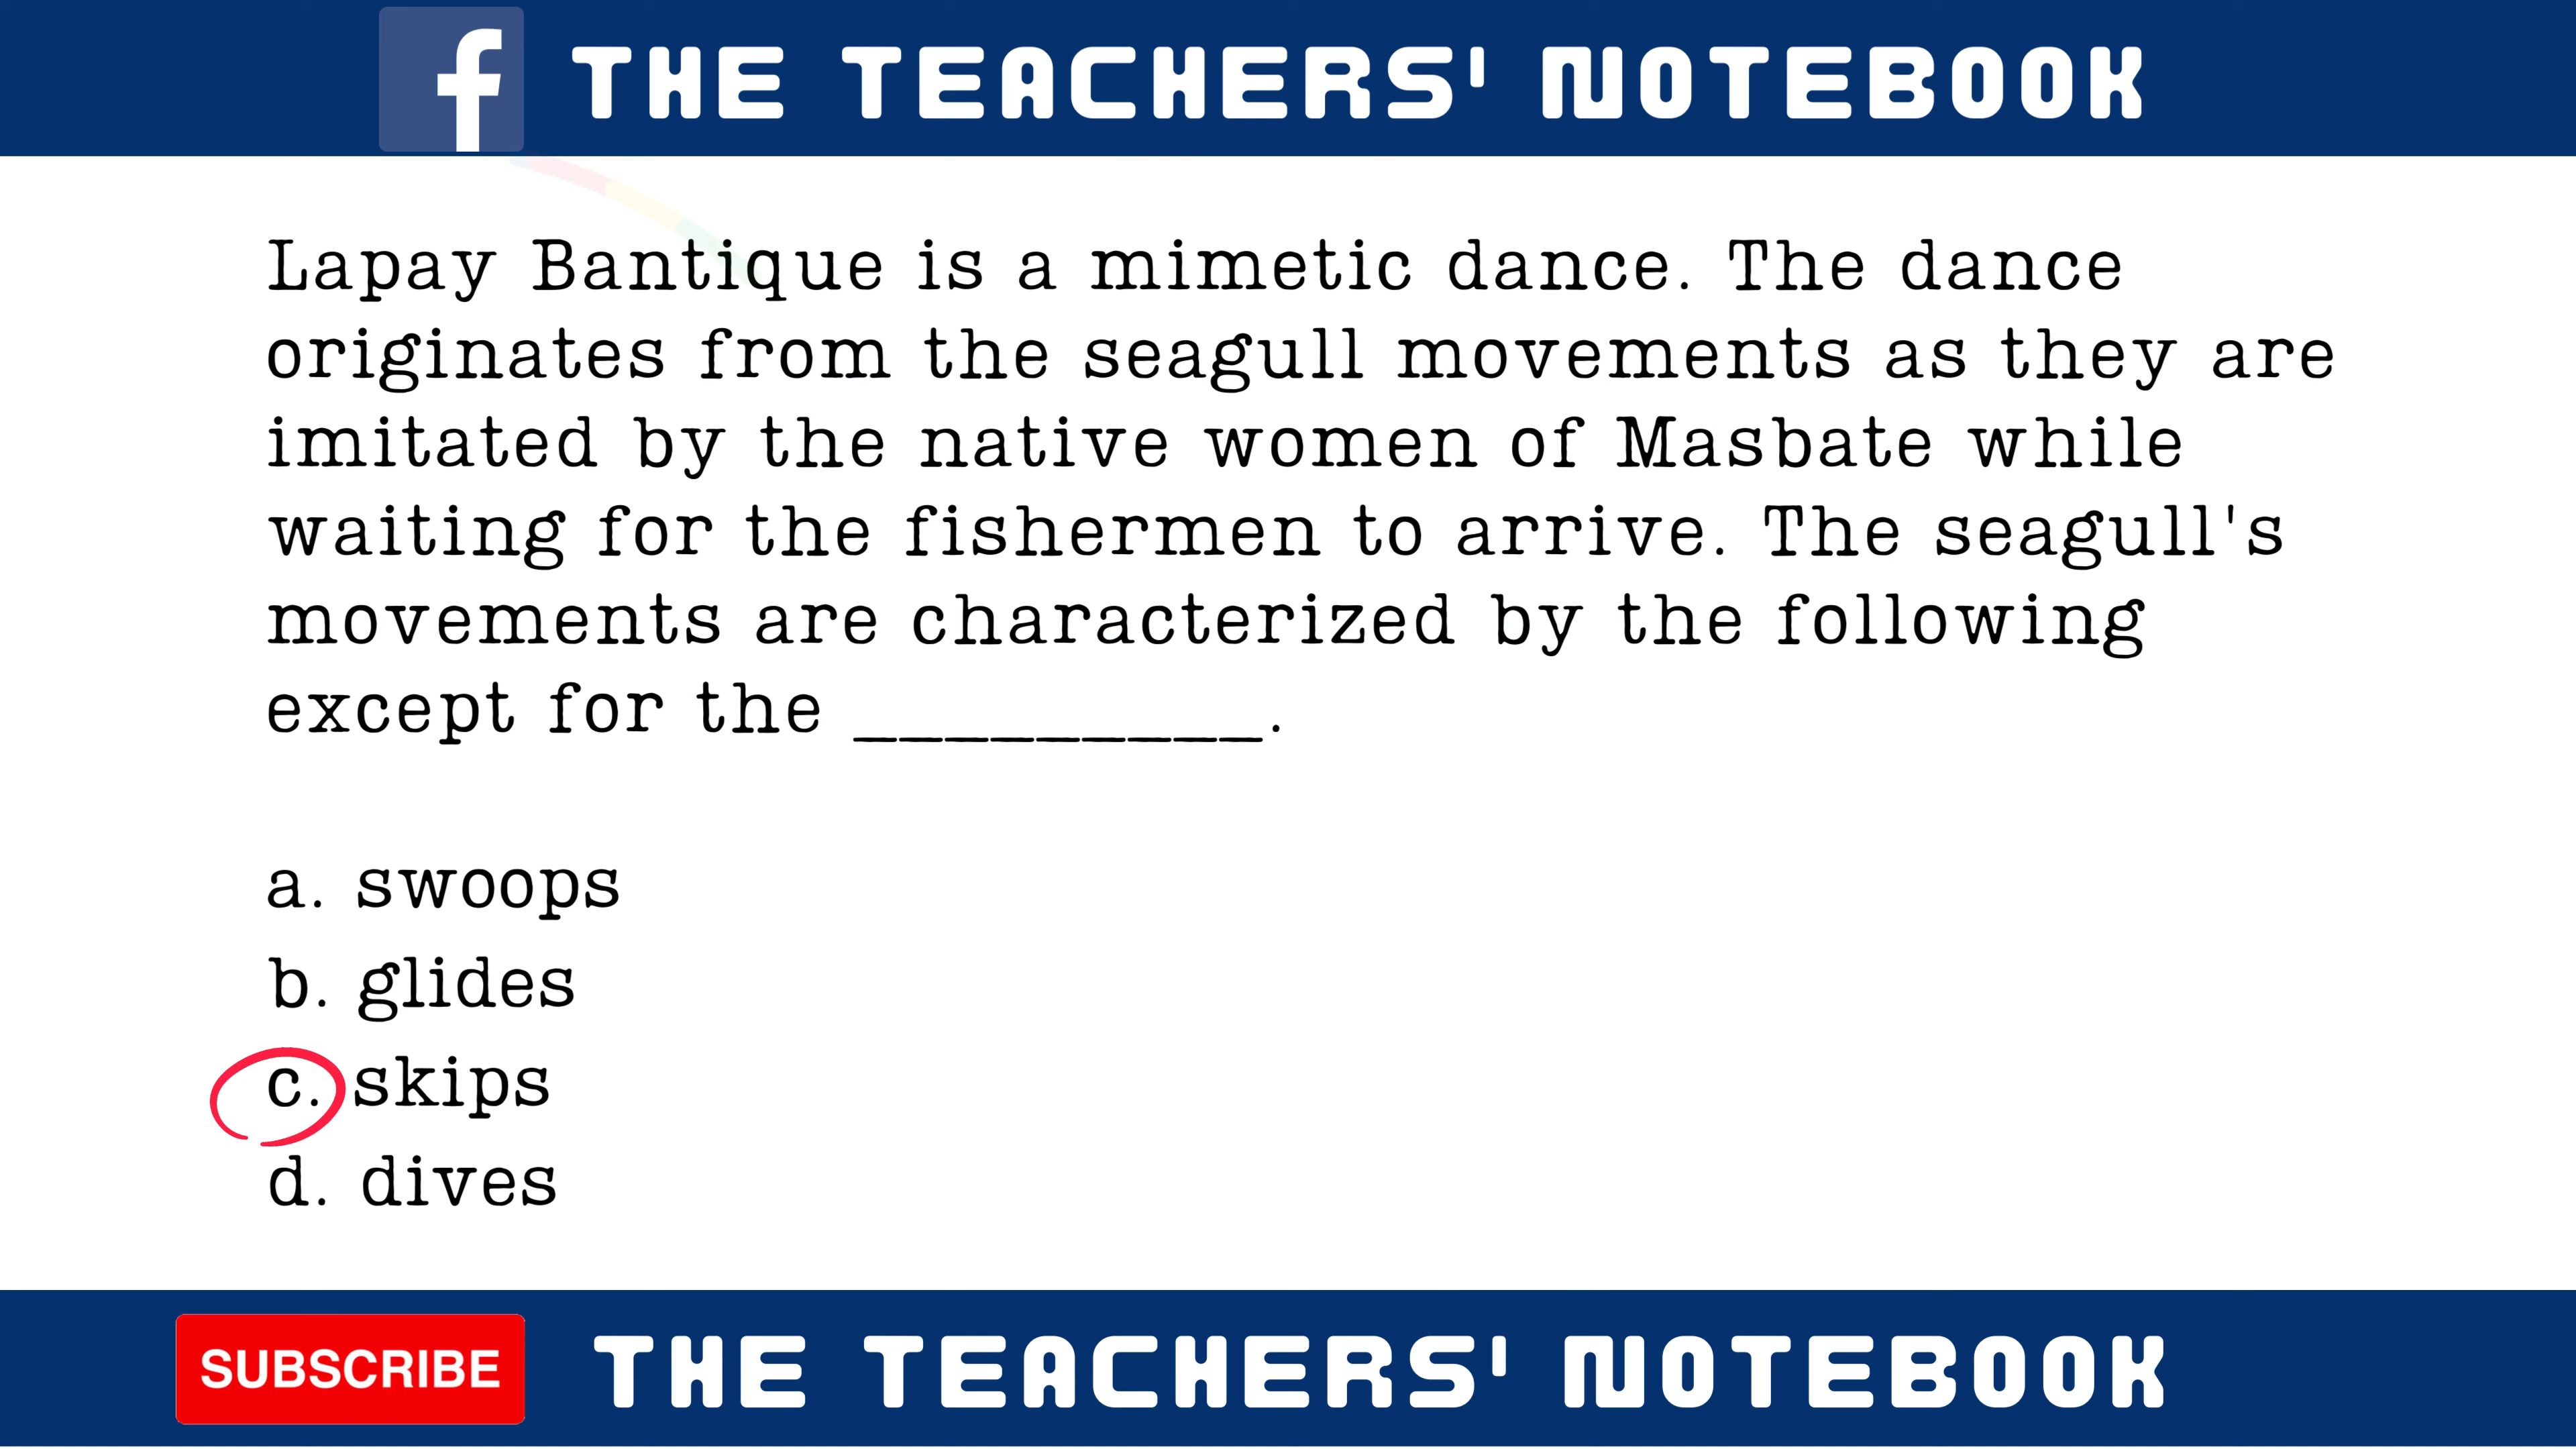 f THE TEACHERS' NOTEBOOK
Lapay Bantique is a mimetic dance. The dance
originates from the seagull movements as they are
imitated by the native women of Masbate while
waiting for the fishermen to arrive. The seagull's
movements are characterized by the following
except for the _________.
a. swoops
b. glides
c. skips
d. dives
SUBSCRIBE THE TEACHERS' NOTEBOOK